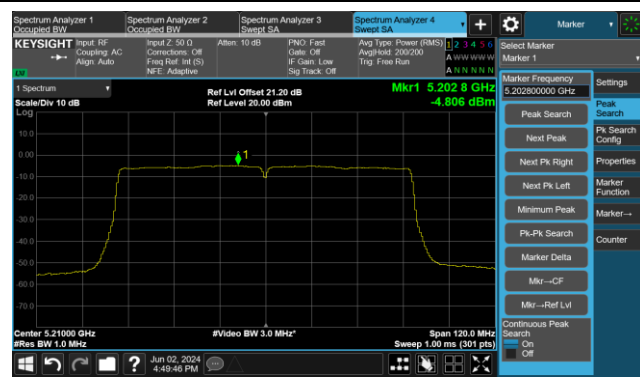 Spectrum Analyzer 1
Occupied BW
Spectrum Analyzer 2
Occupied BW
Spectrum Analyzer 3
Swept SA
Spectrum Analyzer 4
Swept SA
+
Marker
KEYSIGHT
Input: RF
Coupling: AC
Align: Auto
Input Z: 50 Ω
Corrections: Off
Freq Ref: Int (S)
NFE: Adaptive
Atten: 10 dB
PNO: Fast
Gate: Off
IF Gain: Low
Sig Track: Off
Avg Type: Power (RMS)
Avg|Hold: 200/200
Trig: Free Run
1 2 3 4 5 6
A W W W W W
A N N N N N
Select Marker
Marker 1
1 Spectrum
Scale/Div 10 dB
Log
Ref Lvl Offset 21.20 dB
Ref Level 20.00 dBm
Mkr1 5.202 8 GHz
-4.806 dBm
10.0
0.00
-10.0
-20.0
-30.0
-40.0
-50.0
-60.0
-70.0
1
Center 5.21000 GHz
#Res BW 1.0 MHz
#Video BW 3.0 MHz*
Span 120.0 MHz
Sweep 1.00 ms (301 pts)
Marker Frequency
5.202800000 GHz
Peak Search
Next Peak
Next Pk Right
Next Pk Left
Minimum Peak
Pk-Pk Search
Marker Delta
Mkr→CF
Mkr→Ref Lvl
Continuous Peak
Search
On
Off
Settings
Peak
Search
Pk Search
Config
Properties
Marker
Function
Marker→
Counter
?
Jun 02, 2024
4:49:46 PM